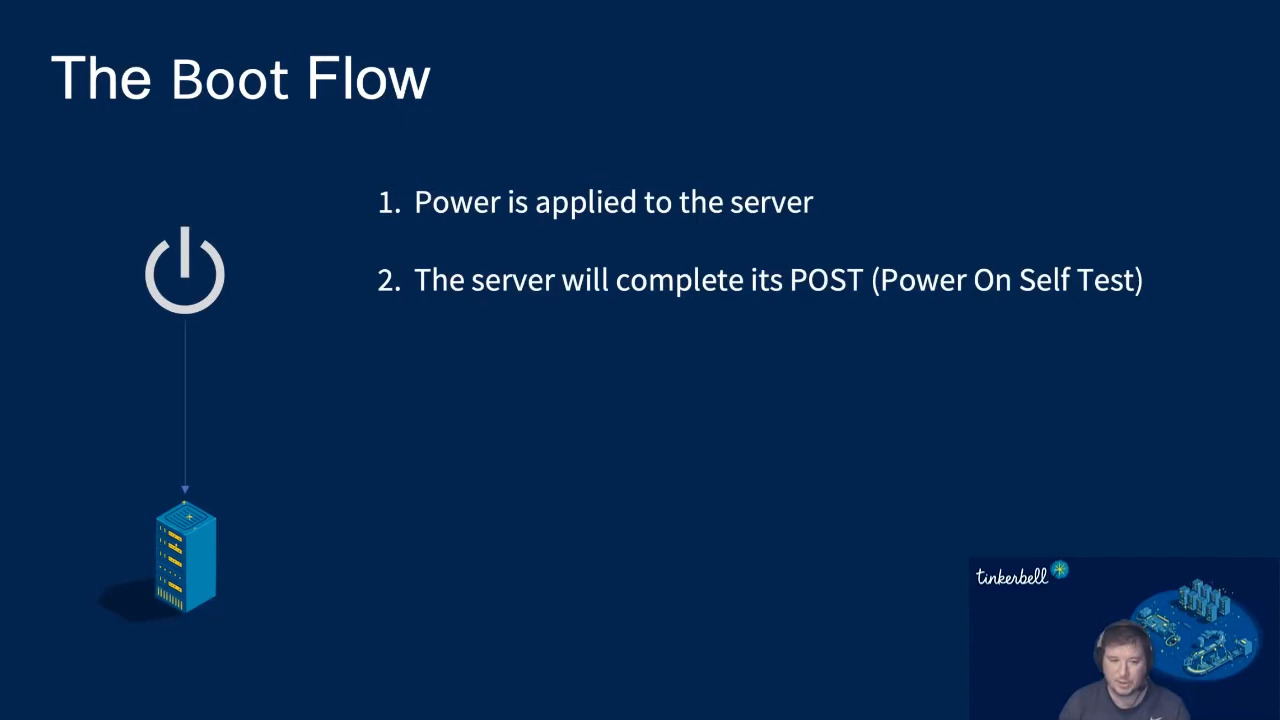 The Boot Flow
1. Power is applied to the server
2. The server will complete its POST (Power On Self Test)
tinkerbell